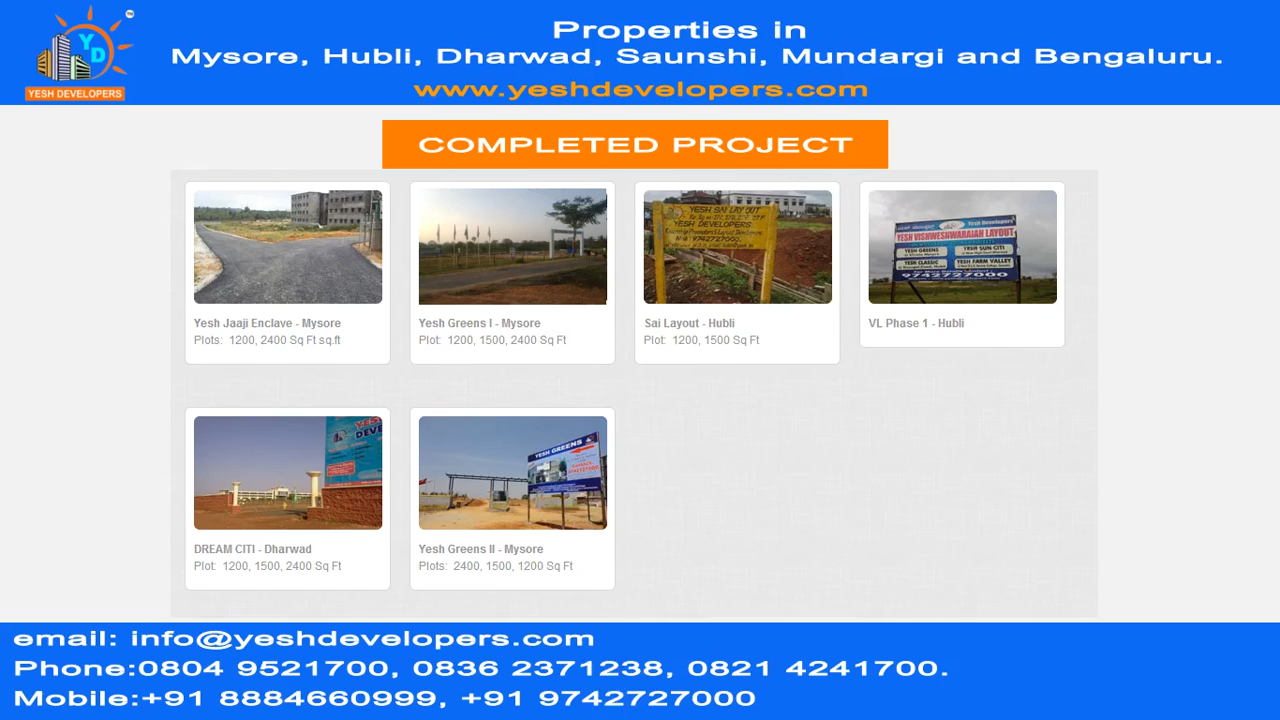 YD
YESH DEVELOPERS
Properties in
Mysore, Hubli, Dharwad, Saunshi, Mundargi and Bengaluru.
www.yeshdevelopers.com
COMPLETED PROJECT
YESH SAI LAY OUT
YESH DEVELOPERS
9742727000
Yesh Developers
YESH VISHWESHWARAIAH LAYOUT
YESH GREENS
YESH SUN CITI
YESH CLASSIC
YESH FARM VALLEY
9742727000
Yesh Jaaji Enclave - Mysore
Plots: 1200, 2400 Sq Ft sq.ft
Yesh Greens I - Mysore
Plot: 1200, 1500, 2400 Sq Ft
Sai Layout - Hubli
Plot: 1200, 1500 Sq Ft
VL Phase 1 - Hubli
YESH GREENS
DREAM CITI - Dharwad
Plot: 1200, 1500, 2400 Sq Ft
Yesh Greens II - Mysore
Plots: 2400, 1500, 1200 Sq Ft
email: info@yeshdevelopers.com
Phone:0804 9521700, 0836 2371238, 0821 4241700.
Mobile:+91 8884660999, +91 9742727000